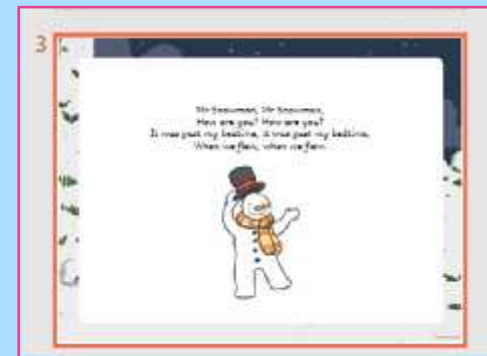 3
Mr Snowman, Mr Snowman,
How are you? How are you?
It was past my bedtime, it was past my bedtime,
When we flew, when we flew.